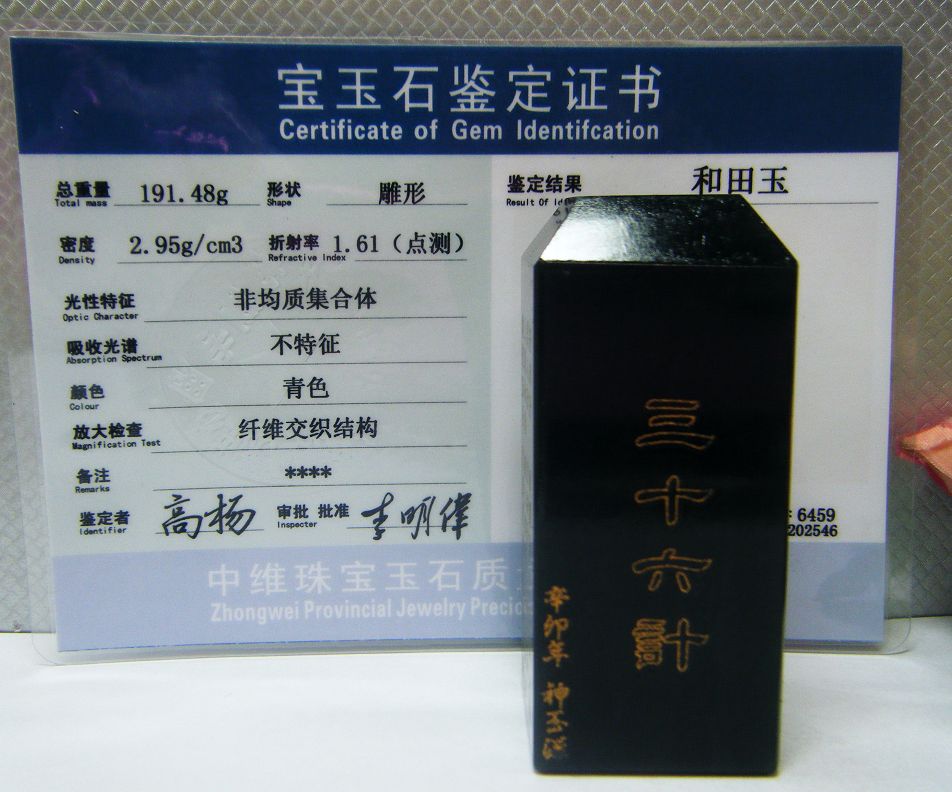 宝玉石鉴定证书
Certificate of Gem Identifcation
总重量 191.48g 形状 雕形
Total mass Shape
密度 2.95g/cm3 折射率 1.61（点测）
Density Refractive Index
光性特征 非均质集合体
Optic Character
吸收光谱 不特征
Absorption Spectrum
颜色 青色
Colour
放大检查 纤维交织结构
Magnification Test
备注 ****
Remarks
鉴定者 高杨 审批 批准 李明偉
Identifier Inspecter
中维珠宝玉石质
Zhongwei Provincial Jewelry
鉴定结果 和田玉
Result Of
6459
202546
三十六計
辛卯年 神玉